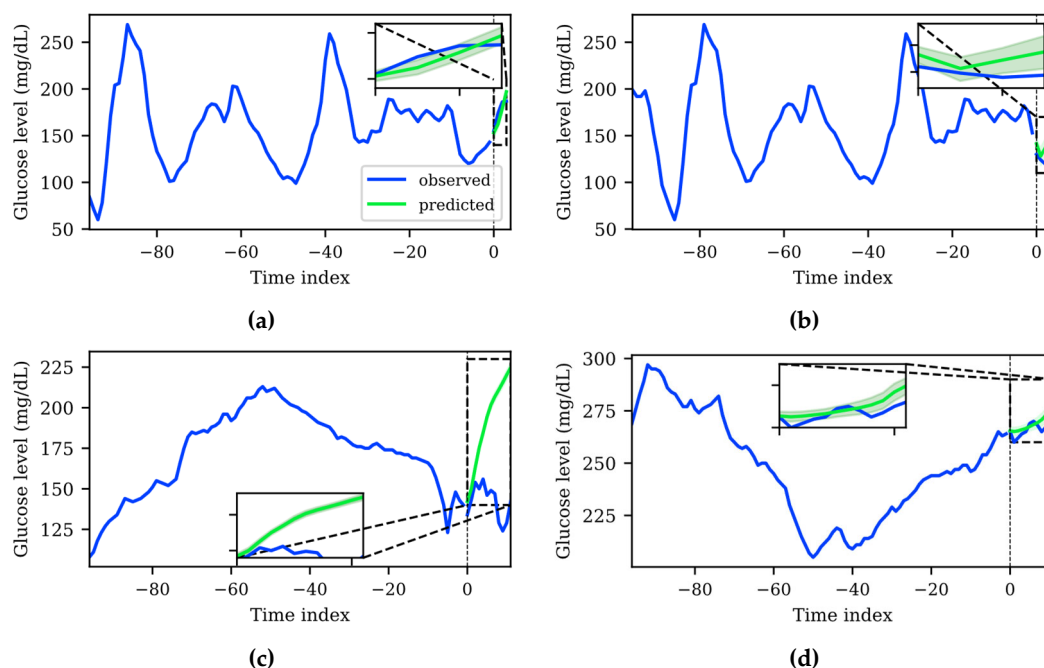 Glucose level (mg/dL)
250
200
150
100
50
−80
−60
−40
−20
0
Time index
observed
predicted
(a)
Glucose level (mg/dL)
250
200
150
100
50
−80
−60
−40
−20
0
Time index
(b)
Glucose level (mg/dL)
225
200
175
150
125
−80
−60
−40
−20
0
Time index
(c)
Glucose level (mg/dL)
300
275
250
225
−80
−60
−40
−20
0
Time index
(d)